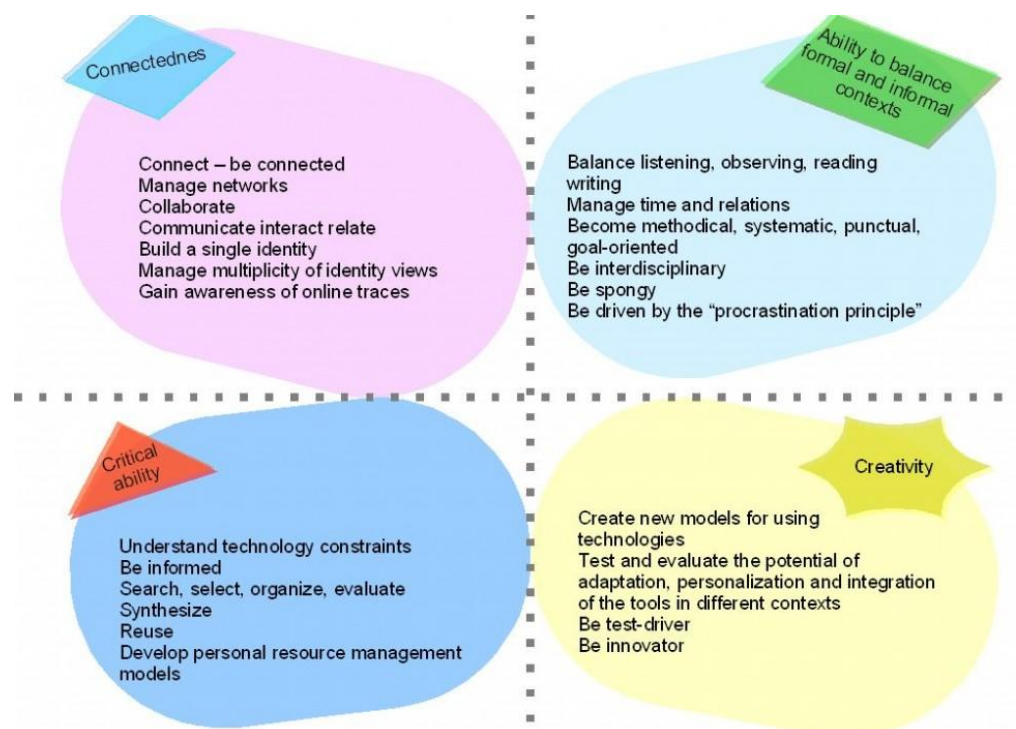 Connectednes
Connect – be connected
Manage networks
Collaborate
Communicate interact relate
Build a single identity
Manage multiplicity of identity views
Gain awareness of online traces
Ability to balance
formal and informal
contexts
Balance listening, observing, reading
writing
Manage time and relations
Become methodical, systematic, punctual,
goal-oriented
Be interdisciplinary
Be spongy
Be driven by the “procrastination principle”
Critical
ability
Understand technology constraints
Be informed
Search, select, organize, evaluate
Synthesize
Reuse
Develop personal resource management
models
Creativity
Create new models for using
technologies
Test and evaluate the potential of
adaptation, personalization and integration
of the tools in different contexts
Be test-driver
Be innovator